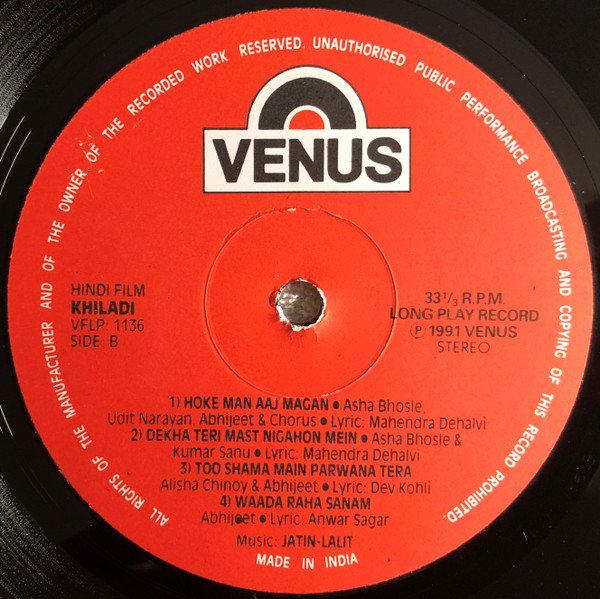 ALL RIGHTS OF THE MANUFACTURER AND OF THE OWNER OF THE RECORDED WORK RESERVED. UNAUTHORISED PUBLIC PERFORMANCE BROADCASTING AND COPYING OF THIS RECORD PROHIBITED.
VENUS
HINDI FILM
KHILADI
VFLP: 1136
SIDE: B
33 1/3 R.P.M.
LONG PLAY RECORD
℗ 1991 VENUS
STEREO
1) HOKE MAN AAJ MAGAN ● Asha Bhosle,
Udit Narayan, Abhijeet & Chorus ● Lyric: Mahendra Dehalvi
2) DEKHA TERI MAST NIGAHON MEIN ● Asha Bhosle &
Kumar Sanu ● Lyric: Mahendra Dehalvi
3) TOO SHAMA MAIN PARWANA TERA
Alisha Chinoy & Abhijeet ● Lyric: Dev Kohli
4) WAADA RAHA SANAM
Abhijeet ● Lyric: Anwar Sagar
Music: JATIN-LALIT
MADE IN INDIA